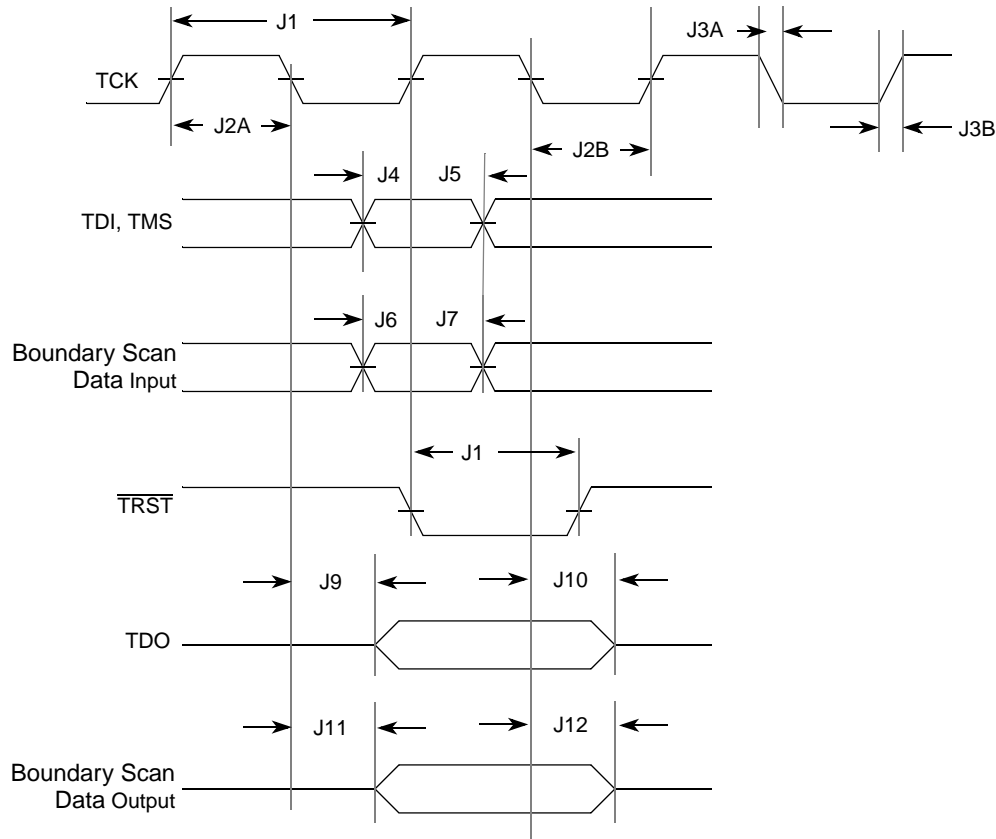 J1
J3A
TCK
J2A
J2B
J3B
J4
J5
TDI, TMS
J6
J7
Boundary Scan
Data Input
J1
TRST
J9
J10
TDO
J11
J12
Boundary Scan
Data Output